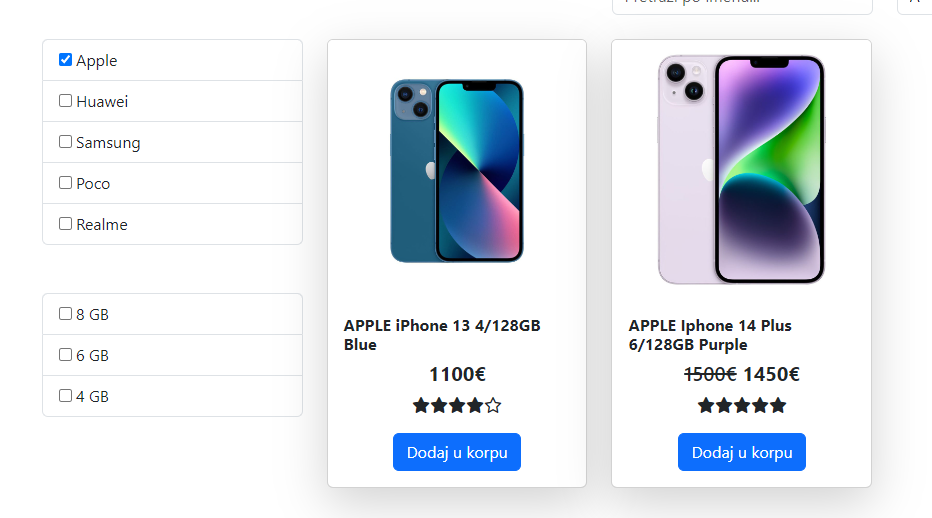 Apple
Huawei
Samsung
Poco
Realme
8 GB
6 GB
4 GB
APPLE iPhone 13 4/128GB
Blue
1100€
Dodaj u korpu
APPLE Iphone 14 Plus
6/128GB Purple
1500€ 1450€
Dodaj u korpu